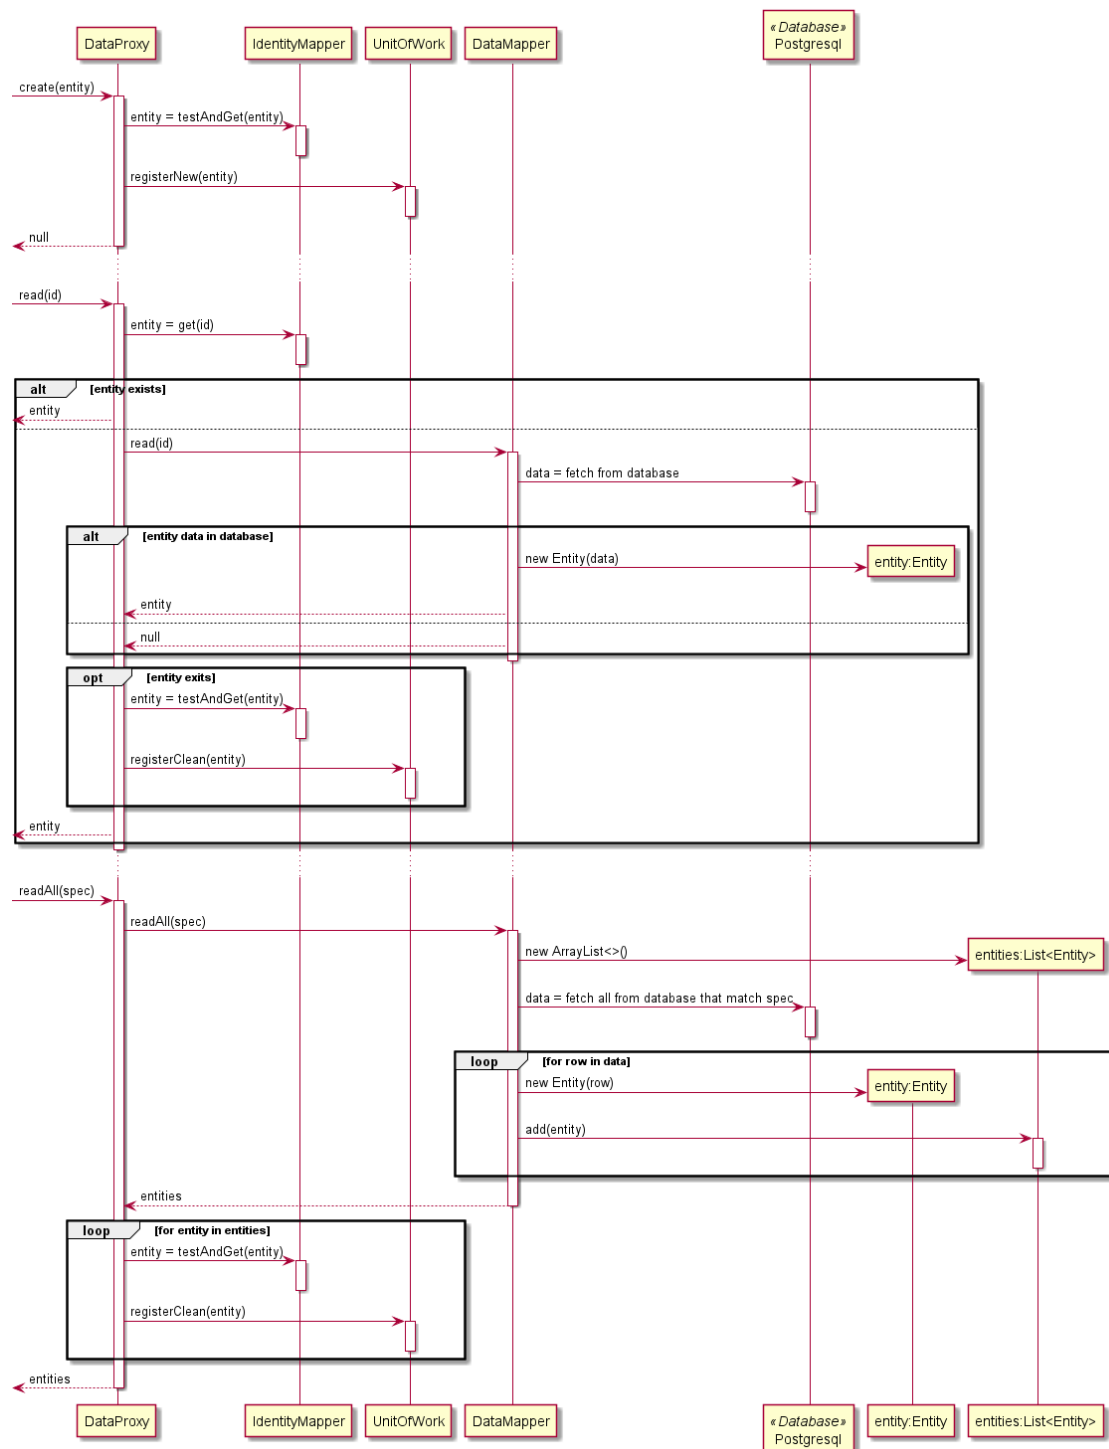 DataProxy
IdentityMapper
UnitOfWork
DataMapper
«Database»
Postgresql
create(entity)
entity = testAndGet(entity)
registerNew(entity)
null
read(id)
entity = get(id)
alt [entity exists]
entity
read(id)
data = fetch from database
alt [entity data in database]
new Entity(data)
entity:Entity
entity
null
opt [entity exits]
entity = testAndGet(entity)
registerClean(entity)
entity
readAll(spec)
readAll(spec)
new ArrayList<>()
entities:List<Entity>
data = fetch all from database that match spec
loop [for row in data]
new Entity(row)
entity:Entity
add(entity)
entities
loop [for entity in entities]
entity = testAndGet(entity)
registerClean(entity)
entities
DataProxy
IdentityMapper
UnitOfWork
DataMapper
«Database»
Postgresql
entity:Entity
entities:List<Entity>